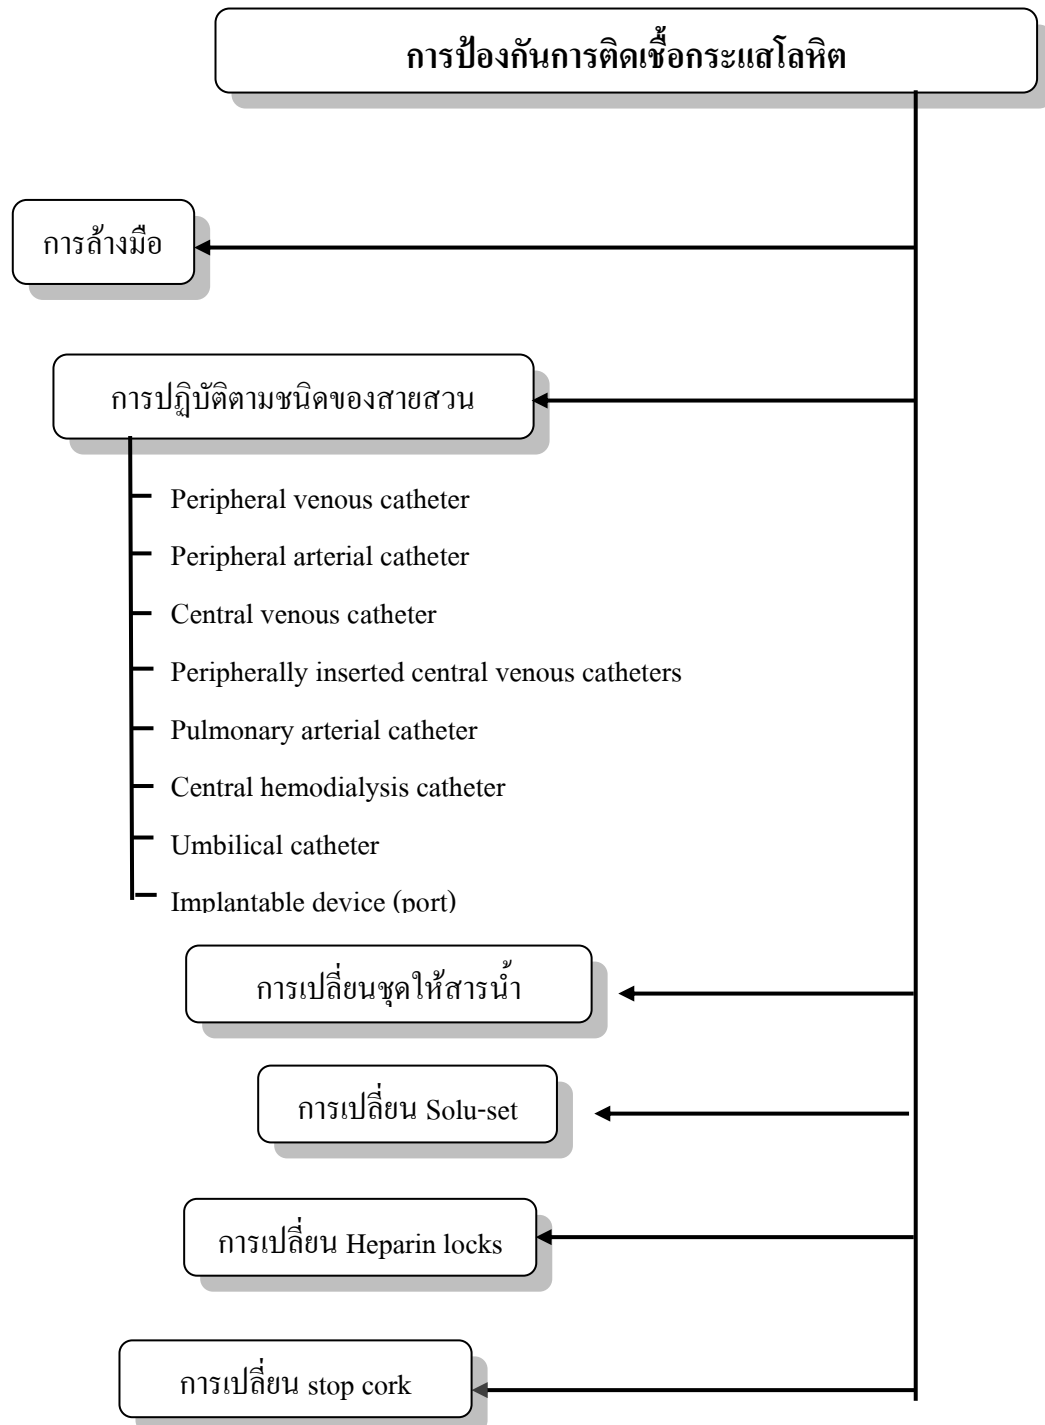 การป้องกันการติดเชื้อกระแสโลหิต
การล้างมือ
การปฏิบัติตามชนิดของสายสวน
Peripheral venous catheter
Peripheral arterial catheter
Central venous catheter
Peripherally inserted central venous catheters
Pulmonary arterial catheter
Central hemodialysis catheter
Umbilical catheter
Implantable device (port)
การเปลี่ยนชุดให้สารน้ำ
การเปลี่ยน Solu-set
การเปลี่ยน Heparin locks
การเปลี่ยน stop cork